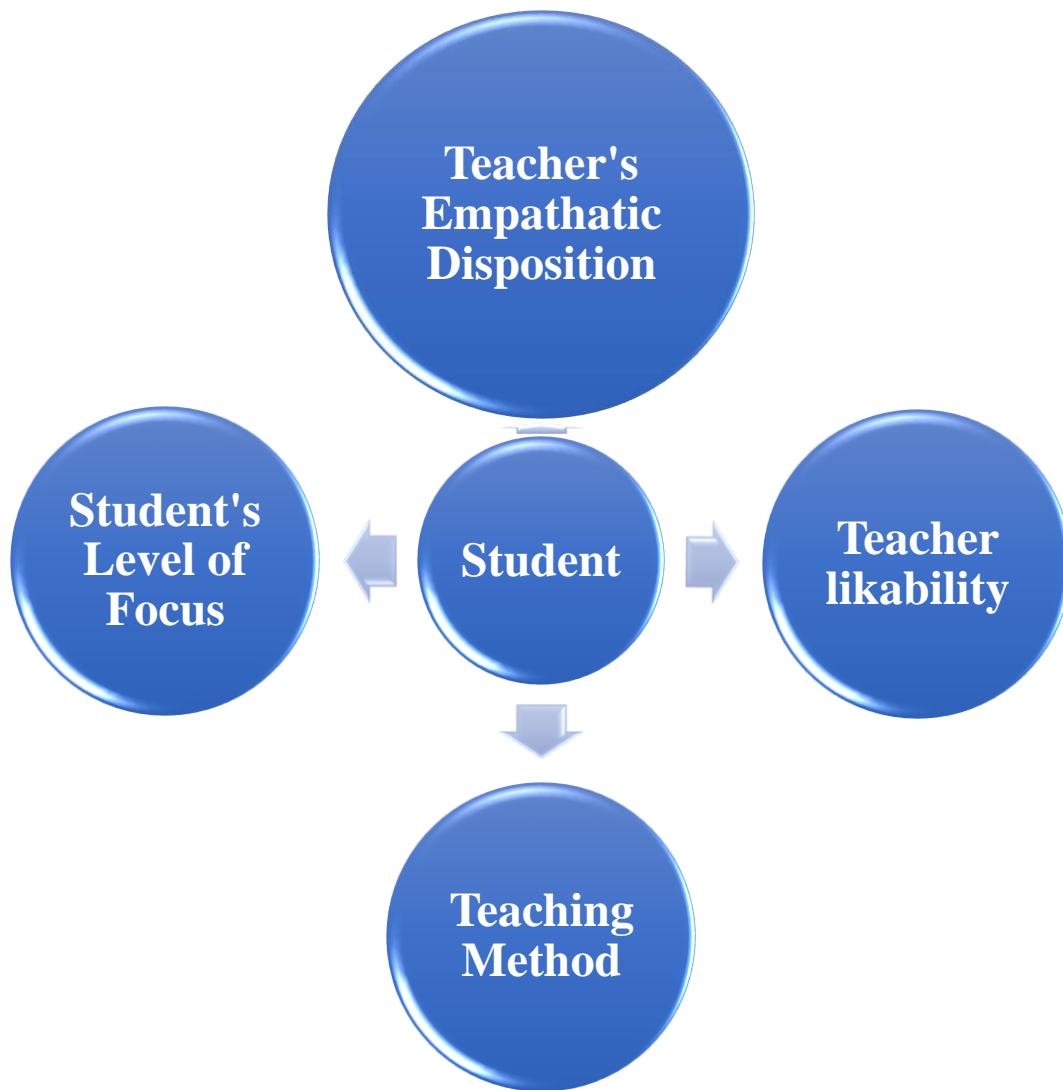 Teacher's
Empathatic
Disposition
Student's
Level of
Focus
Student
Teacher
likability
Teaching
Method